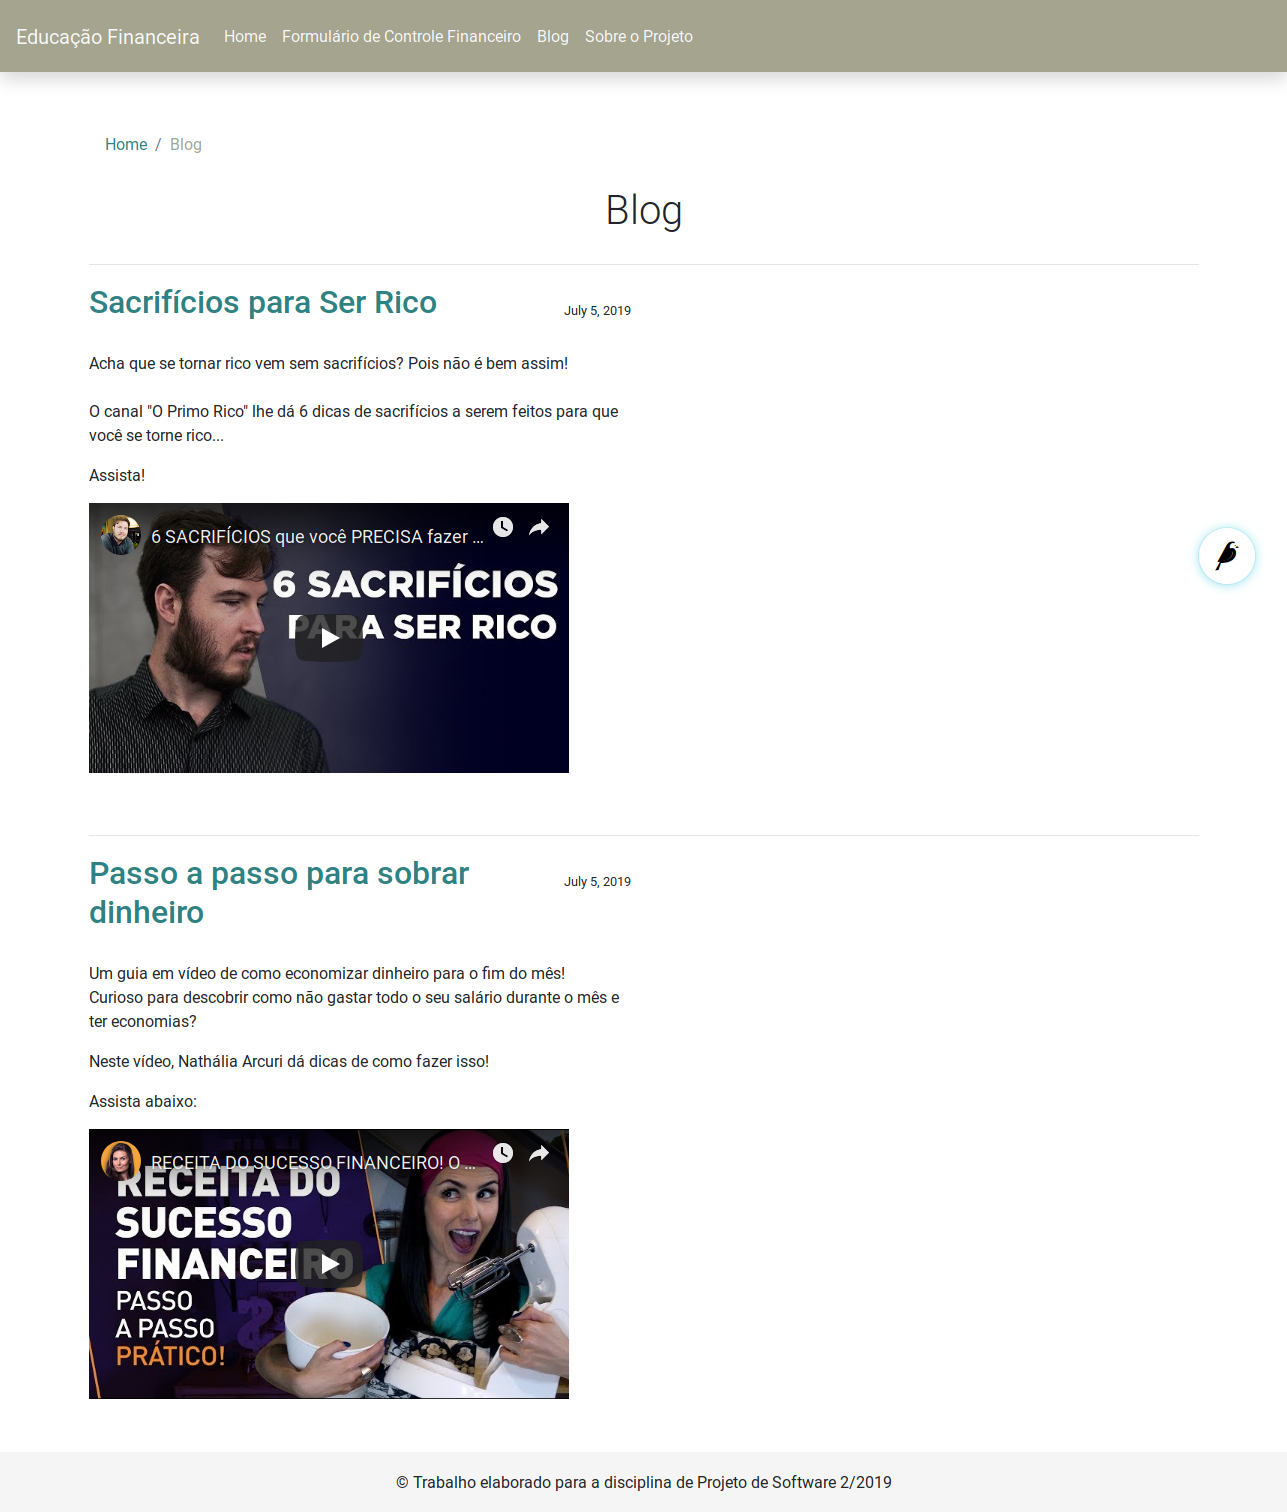 Educação Financeira Home Formulário de Controle Financeiro Blog Sobre o Projeto
Home / Blog
Blog
Sacrifícios para Ser Rico
July 5, 2019
Acha que se tornar rico vem sem sacrifícios? Pois não é bem assim!
O canal "O Primo Rico" lhe dá 6 dicas de sacrifícios a serem feitos para que
você se torne rico...
Assista!
6 SACRIFÍCIOS que você PRECISA fazer ...
6 SACRIFÍCIOS
PARA SER RICO
Passo a passo para sobrar
dinheiro
July 5, 2019
Um guia em vídeo de como economizar dinheiro para o fim do mês!
Curioso para descobrir como não gastar todo o seu salário durante o mês e
ter economias?
Neste vídeo, Nathália Arcuri dá dicas de como fazer isso!
Assista abaixo:
RECEITA DO SUCESSO FINANCEIRO! O ...
RECEITA DO
SUCESSO
FINANCEIRO
PASSO
A PASSO
PRÁTICO!
© Trabalho elaborado para a disciplina de Projeto de Software 2/2019